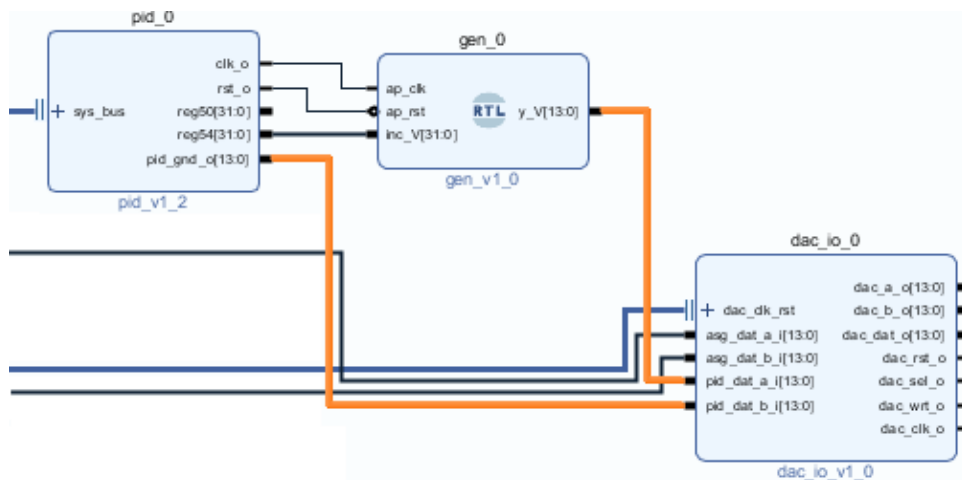 pid_0
clk_o
rst_o
sys_bus
reg50[31:0]
reg54[31:0]
pid_gnd_o[13:0]
pid_v1_2
gen_0
ap_clk
ap_rst
RTL
y_V[13:0]
inc_V[31:0]
gen_v1_0
dac_io_0
dac_a_o[13:0]
dac_clk_rst
dac_b_o[13:0]
asg_dat_a_i[13:0]
dac_dat_o[13:0]
asg_dat_b_i[13:0]
dac_rst_o
pid_dat_a_i[13:0]
dac_sel_o
pid_dat_b_i[13:0]
dac_wrt_o
dac_clk_o
dac_io_v1_0